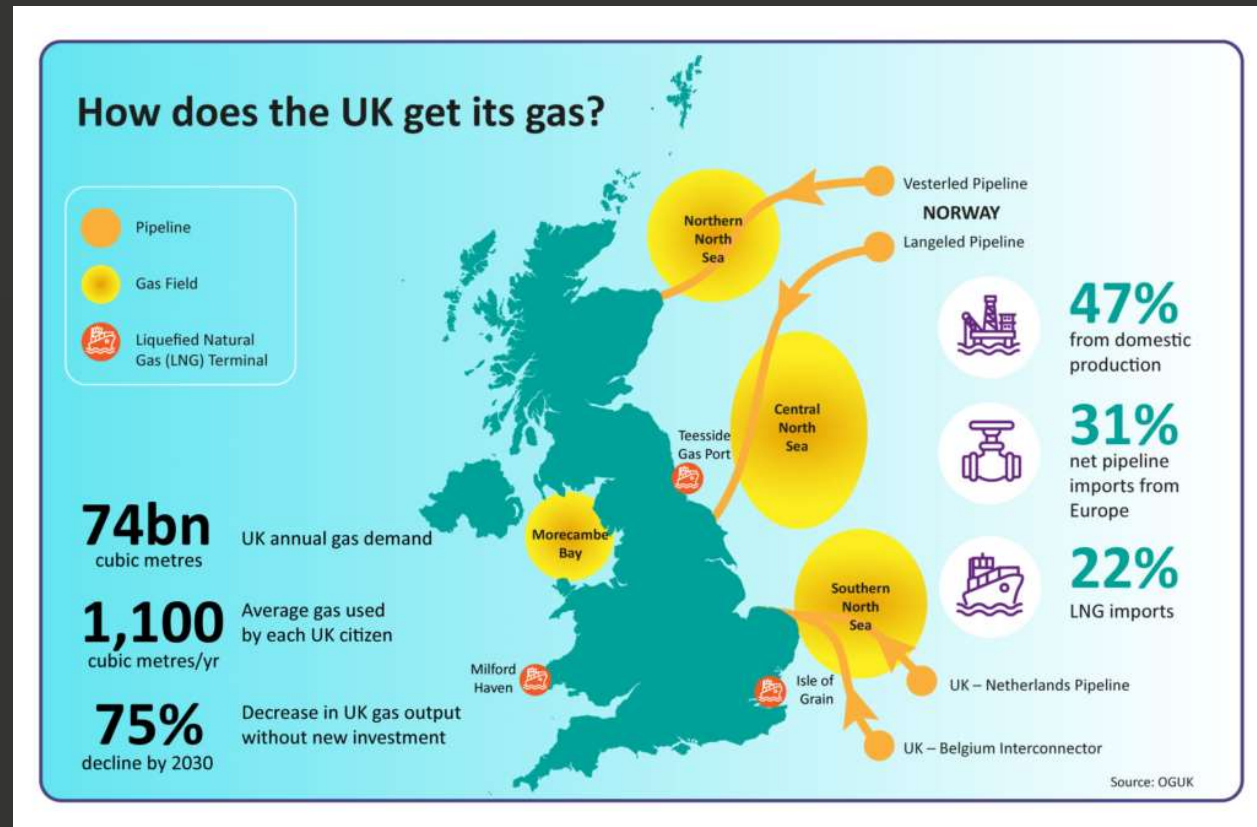 How does the UK get its gas?
Pipeline
Gas Field
Liquefied Natural
Gas (LNG) Terminal
74bn
cubic metres
UK annual gas demand
1,100
cubic metres/yr
Average gas used
by each UK citizen
75%
decline by 2030
Decrease in UK gas output
without new investment
Northern
North
Sea
Vesterled Pipeline
NORWAY
Langeled Pipeline
Central
North
Sea
Teesside
Gas Port
Morecambe
Bay
Southern
North
Sea
Milford
Haven
Isle of
Grain
UK – Netherlands Pipeline
UK – Belgium Interconnector
47%
from domestic
production
31%
net pipeline
imports from
Europe
22%
LNG imports
Source: OGUK